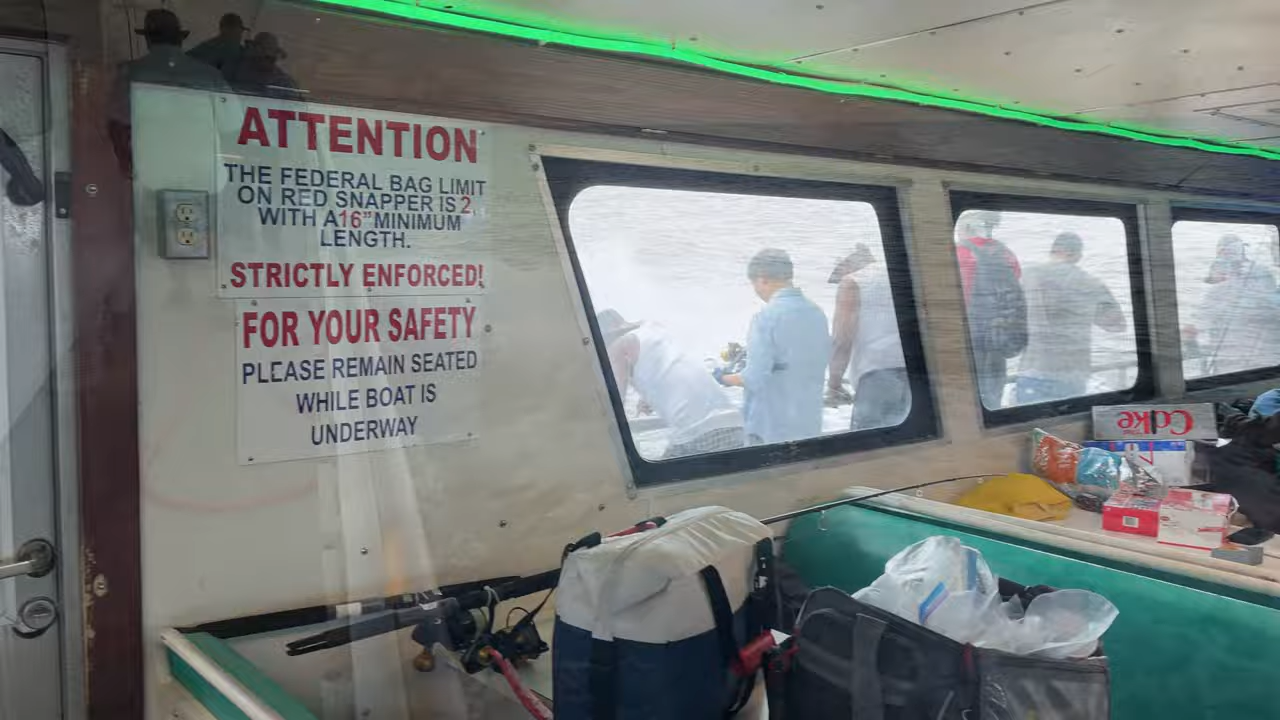 ATTENTION
THE FEDERAL BAG LIMIT
ON RED SNAPPER IS 2
WITH A 16" MINIMUM
LENGTH.
STRICTLY ENFORCED!
FOR YOUR SAFETY
PLEASE REMAIN SEATED
WHILE BOAT IS
UNDERWAY
Coke